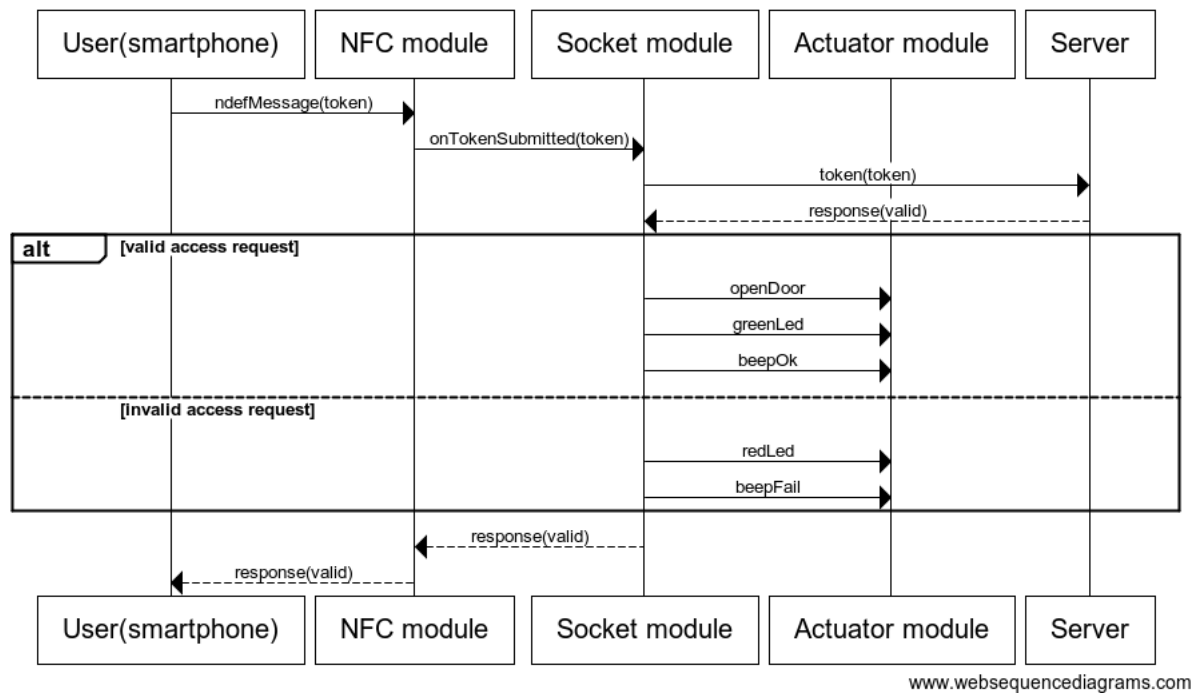 User(smartphone) NFC module Socket module Actuator module Server
ndefMessage(token)
onTokenSubmitted(token)
token(token)
response(valid)
alt [valid access request]
openDoor
greenLed
beepOk
[invalid access request]
redLed
beepFail
response(valid)
response(valid)
User(smartphone) NFC module Socket module Actuator module Server
www.websequencediagrams.com